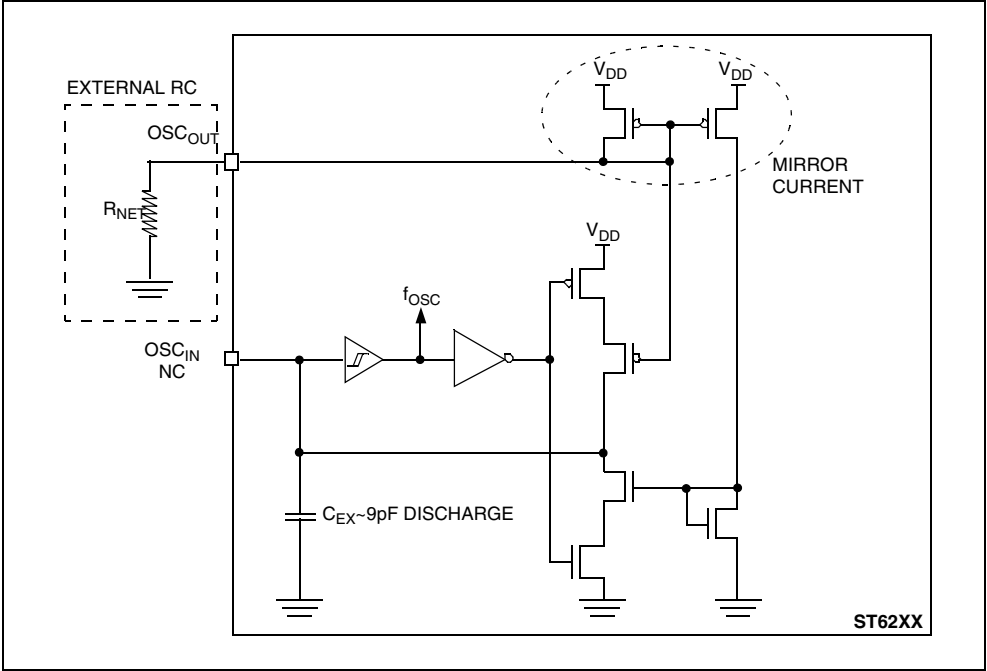 V_DD
V_DD
EXTERNAL RC
OSC_OUT
MIRROR
CURRENT
R_NET
V_DD
f_OSC
OSC_IN
NC
C_EX~9pF DISCHARGE
ST62XX